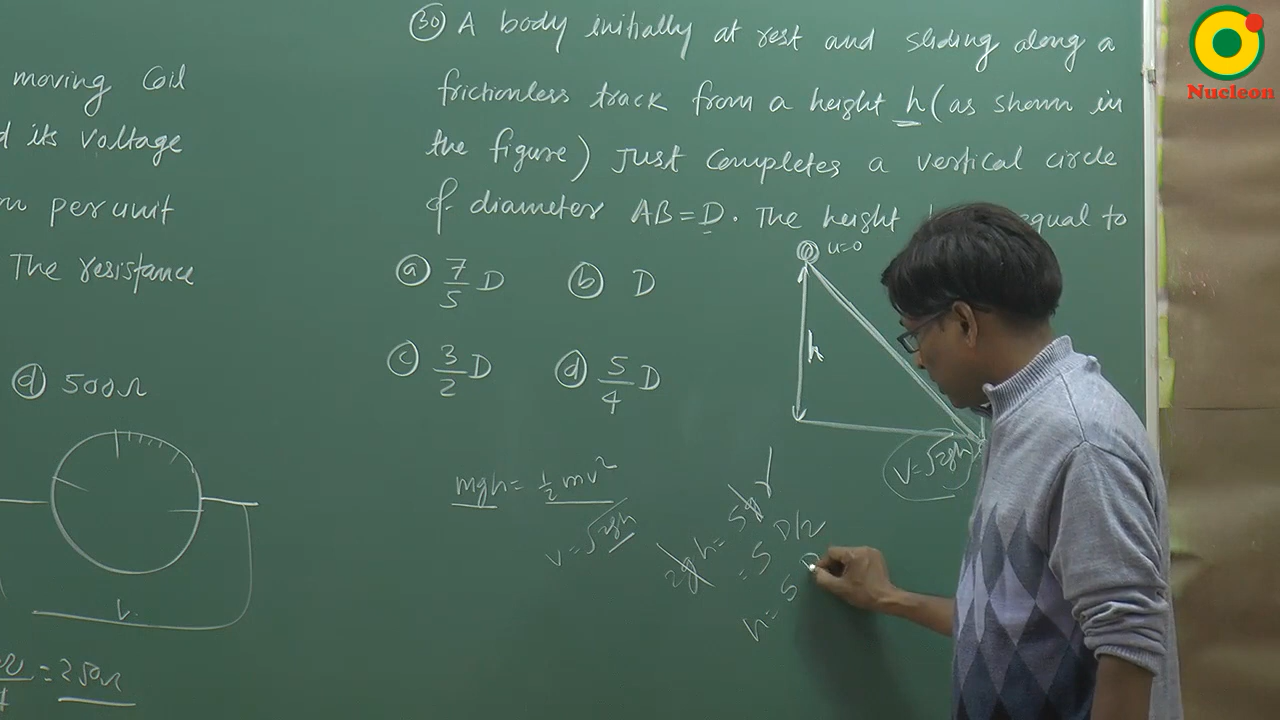 Nucleon
moving Coil
its voltage
per unit
The resistance
(d) 500Ω
L
= 250Ω
(30) A body initially at rest and sliding along a
frictionless track from a height h (as shown in
the figure) Just completes a vertical circle
of diameter AB = D. The height equal to
(a) 7/5 D (b) D
(c) 3/2 D (d) 5/4 D
u=0
h
V = √2gh
mgh = 1/2 mv²
v = √2gh
2gh = 5gr
= 5 D/2
h = 5